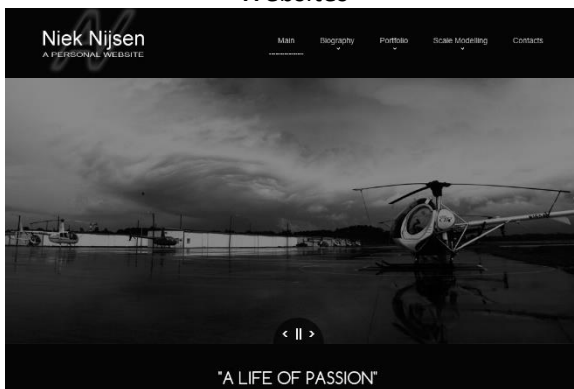 Websites
Niek Nijsen
A PERSONAL WEBSITE
Main Biography Portfolio Scale Modelling Contacts
"A LIFE OF PASSION"